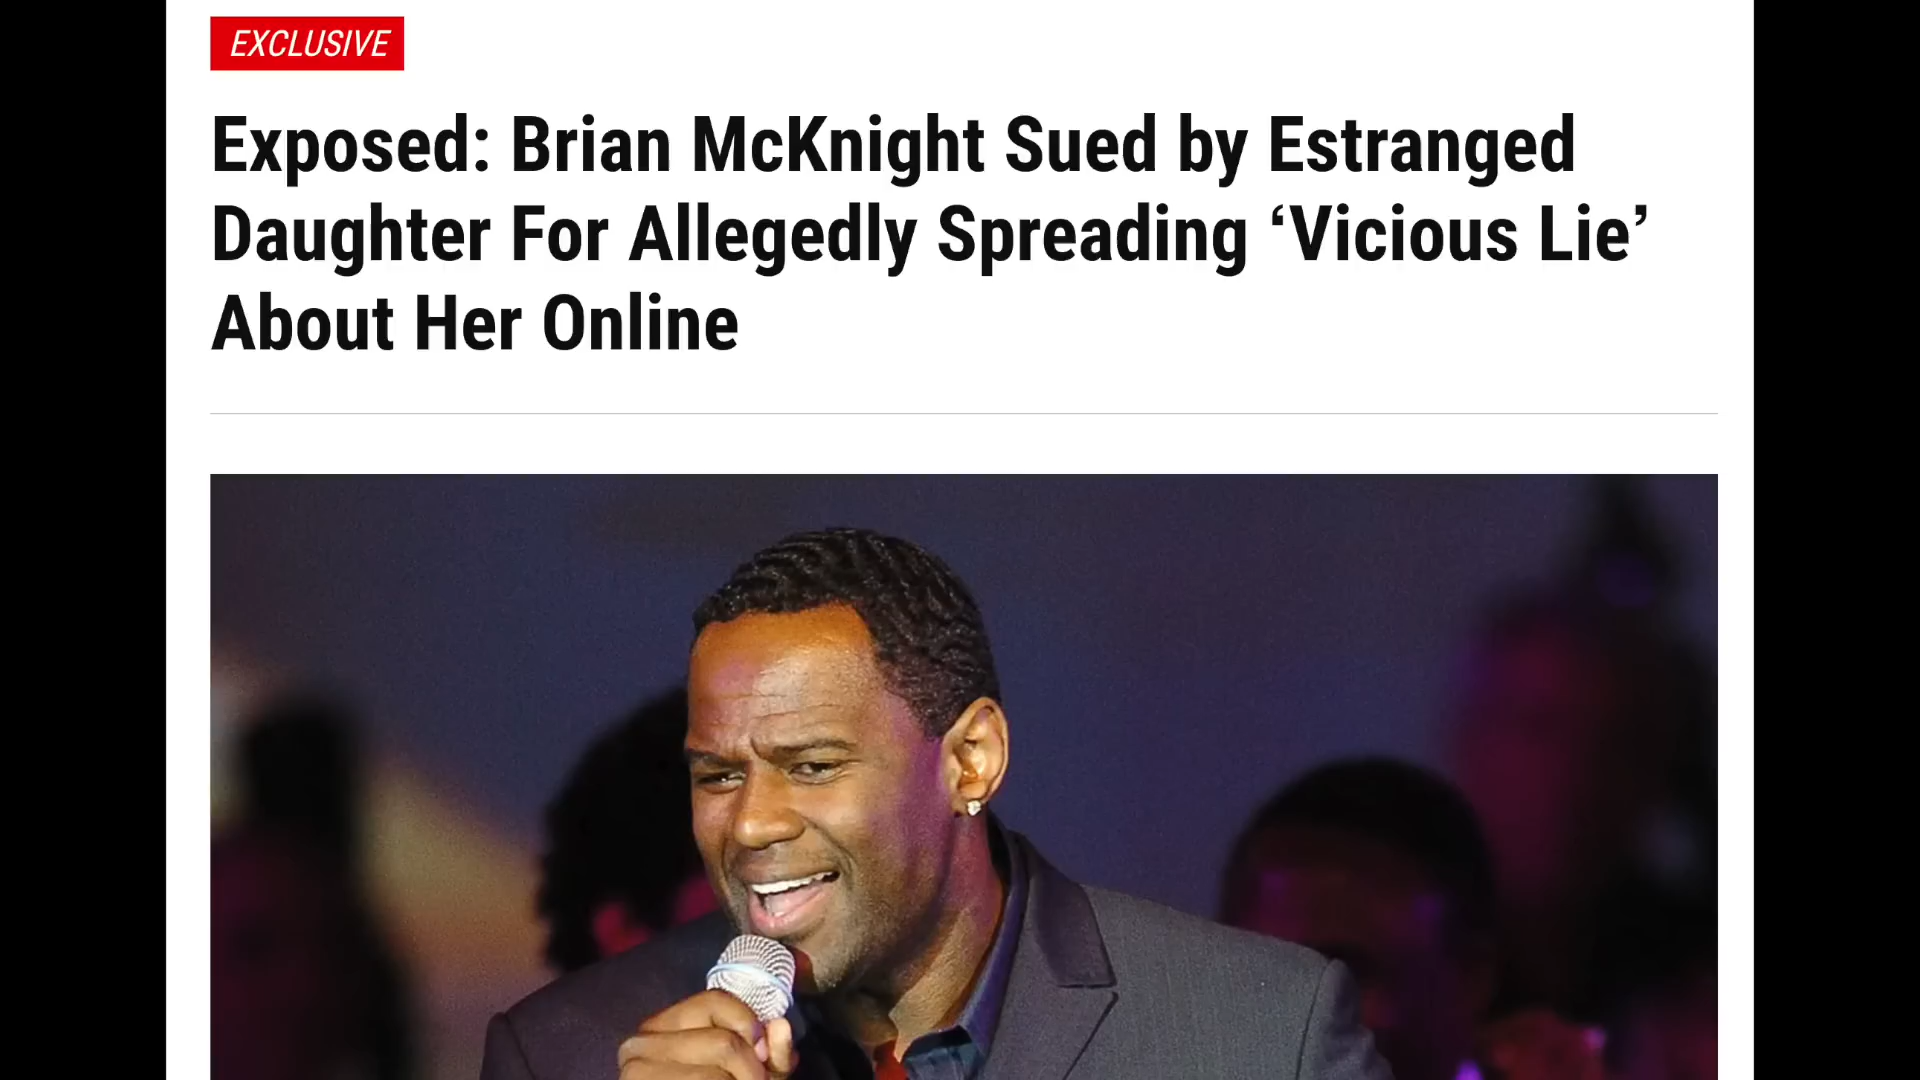 EXCLUSIVE
Exposed: Brian McKnight Sued by Estranged
Daughter For Allegedly Spreading ‘Vicious Lie’
About Her Online